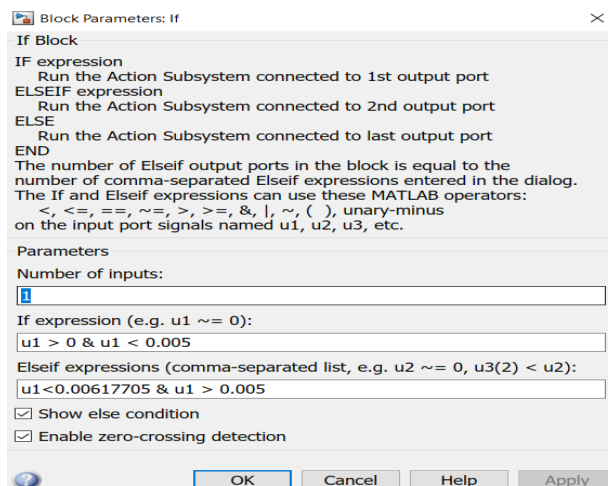 Block Parameters: If
If Block
IF expression
Run the Action Subsystem connected to 1st output port
ELSEIF expression
Run the Action Subsystem connected to 2nd output port
ELSE
Run the Action Subsystem connected to last output port
END
The number of Elseif output ports in the block is equal to the
number of comma-separated Elseif expressions entered in the dialog.
The If and Elseif expressions can use these MATLAB operators:
<, <=, ==, ~=, >, >=, &, |, ~, ( ), unary-minus
on the input port signals named u1, u2, u3, etc.
Parameters
Number of inputs:
1
If expression (e.g. u1 ~= 0):
u1 > 0 & u1 < 0.005
Elseif expressions (comma-separated list, e.g. u2 ~= 0, u3(2) < u2):
u1<0.00617705 & u1 > 0.005
Show else condition
Enable zero-crossing detection
? OK Cancel Help Apply